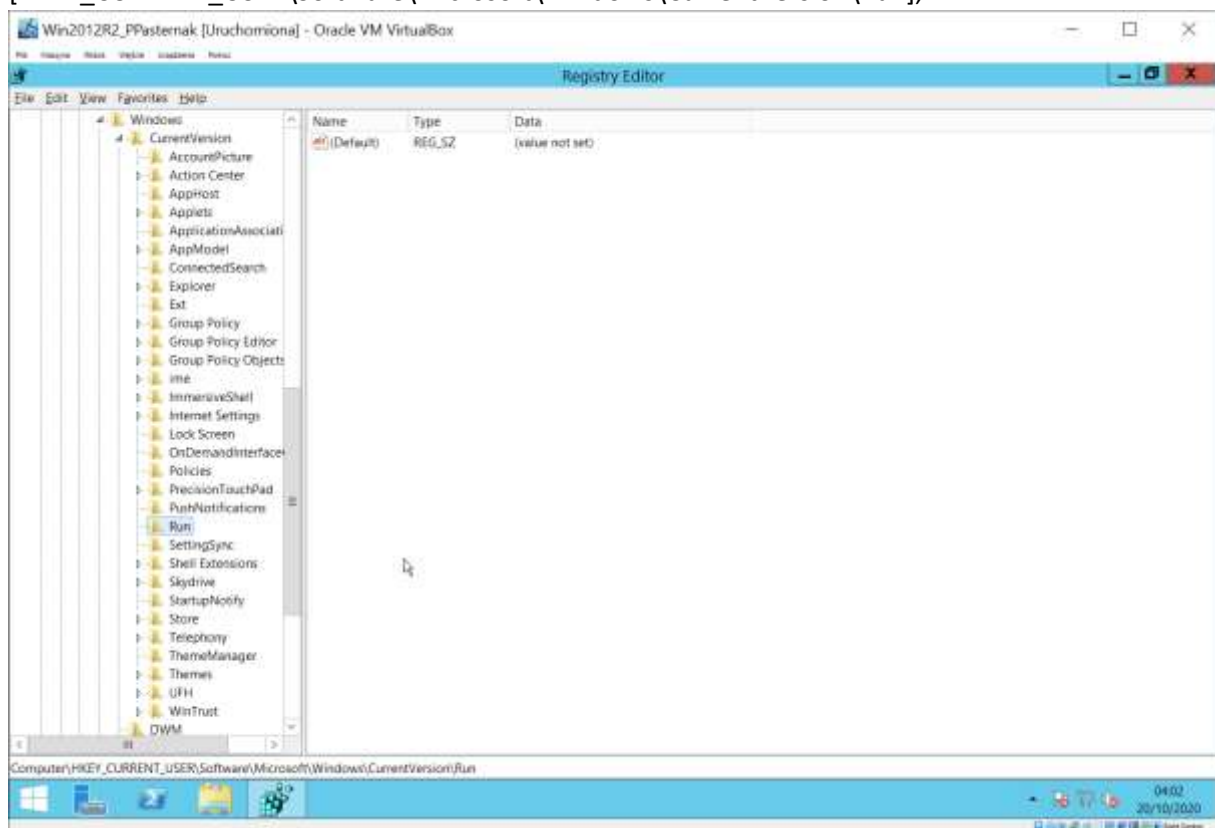 Win2012R2_PPasternak [Uruchomiona] - Oracle VM VirtualBox
Registry Editor
File Edit View Favorites Help
Windows
CurrentVersion
AccountPicture
Action Center
AppHost
Applets
ApplicationAssociati
AppModel
ConnectedSearch
Explorer
Ext
Group Policy
Group Policy Editor
Group Policy Objects
ime
ImmersiveShell
Internet Settings
Lock Screen
OnDemandInterface
Policies
PrecisionTouchPad
PushNotifications
Run
SettingSync
Shell Extensions
Skydrive
StartupNotify
Store
Telephony
ThemeManager
Themes
UFH
WinTrust
DWM
Name Type Data
(Default) REG_SZ (value not set)
Computer\HKEY_CURRENT_USER\Software\Microsoft\Windows\CurrentVersion\Run
04:02
20/10/2020